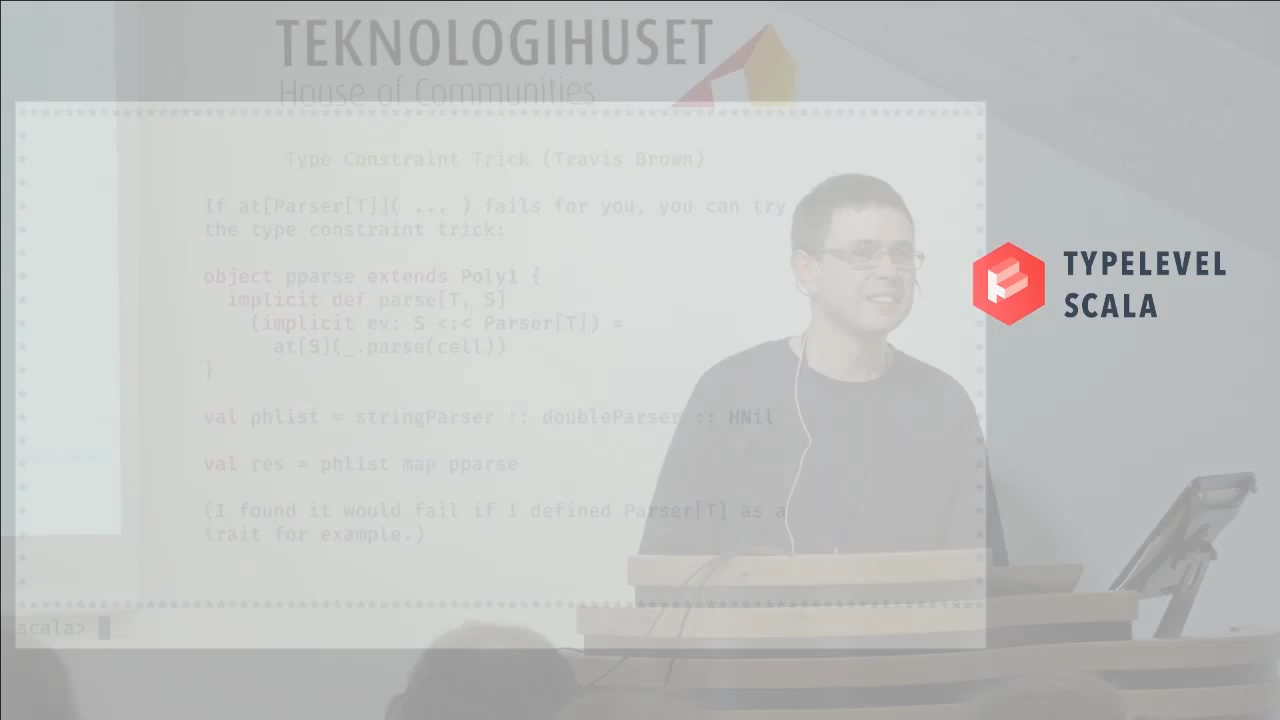 TEKNOLOGIHUSET
House of Communities
Type Constraint Trick (Travis Brown)
If at[Parser[T]]( ... ) fails for you, you can try
the type constraint trick:
object pparse extends Poly1 {
implicit def parse[T, S]
(implicit ev: S <:< Parser[T]) =
at[S](_.parse(cell))
}
val phlist = stringParser :: doubleParser :: HNil
val res = phlist map pparse
(I found it would fail if I defined Parser[T] as a
trait for example.)
scala>
TYPELEVEL
SCALA